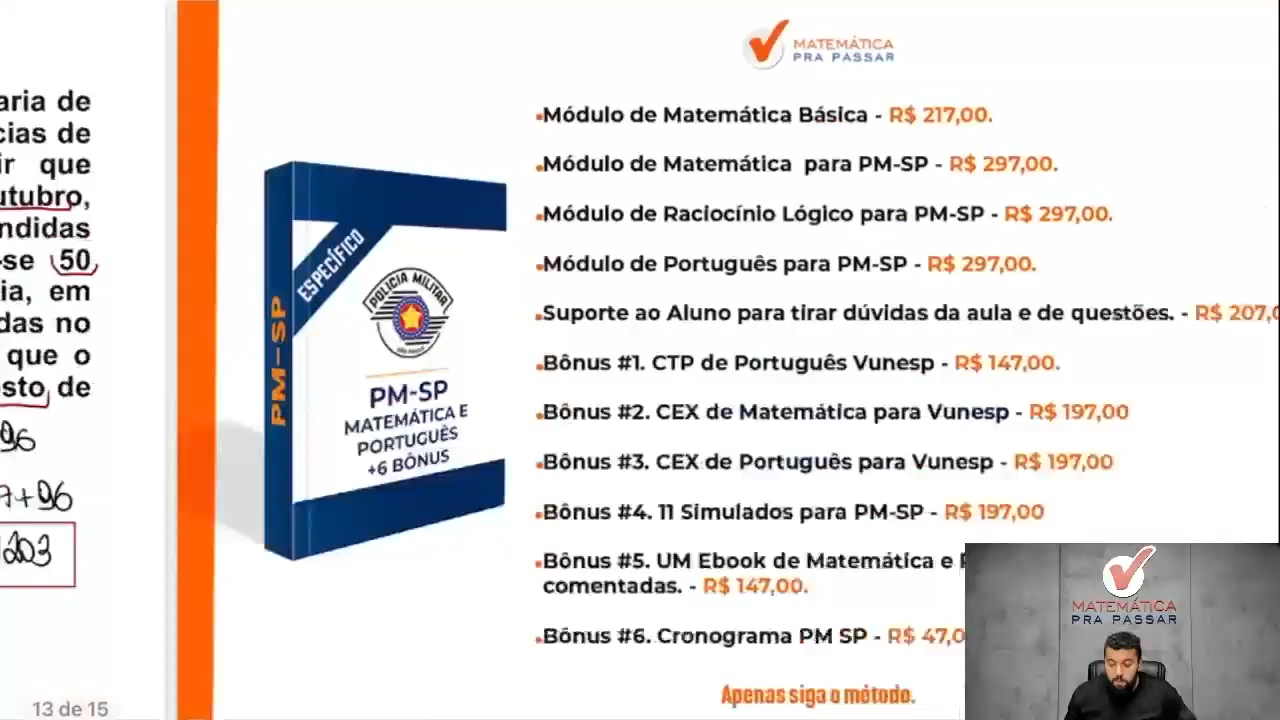 aria de
cias de
ir que
utubro,
ndidas
-se 50
ia, em
das no
que o
sto de
96
7+96
1203
13 de 15
ESPECÍFICO
PM-SP
POLÍCIA MILITAR
SÃO PAULO
PM-SP
MATEMÁTICA E
PORTUGUÊS
+6 BÔNUS
MATEMÁTICA
PRA PASSAR
•Módulo de Matemática Básica - R$ 217,00.
•Módulo de Matemática para PM-SP - R$ 297,00.
•Módulo de Raciocínio Lógico para PM-SP - R$ 297,00.
•Módulo de Português para PM-SP - R$ 297,00.
•Suporte ao Aluno para tirar dúvidas da aula e de questões. - R$ 207,0
•Bônus #1. CTP de Português Vunesp - R$ 147,00.
•Bônus #2. CEX de Matemática para Vunesp - R$ 197,00
•Bônus #3. CEX de Português para Vunesp - R$ 197,00
•Bônus #4. 11 Simulados para PM-SP - R$ 197,00
•Bônus #5. UM Ebook de Matemática e
comentadas. - R$ 147,00.
•Bônus #6. Cronograma PM SP - R$ 47,0
Apenas siga o método.
MATEMÁTICA
PRA PASSAR